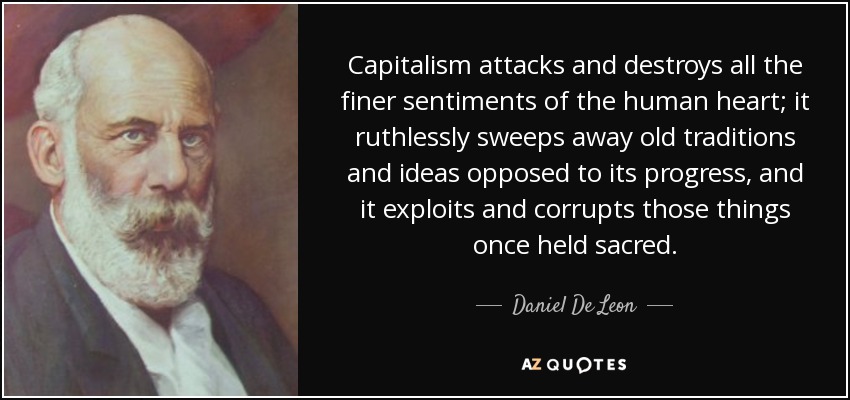 Capitalism attacks and destroys all the
finer sentiments of the human heart; it
ruthlessly sweeps away old traditions
and ideas opposed to its progress, and
it exploits and corrupts those things
once held sacred.
Daniel De Leon
AZ QUOTES